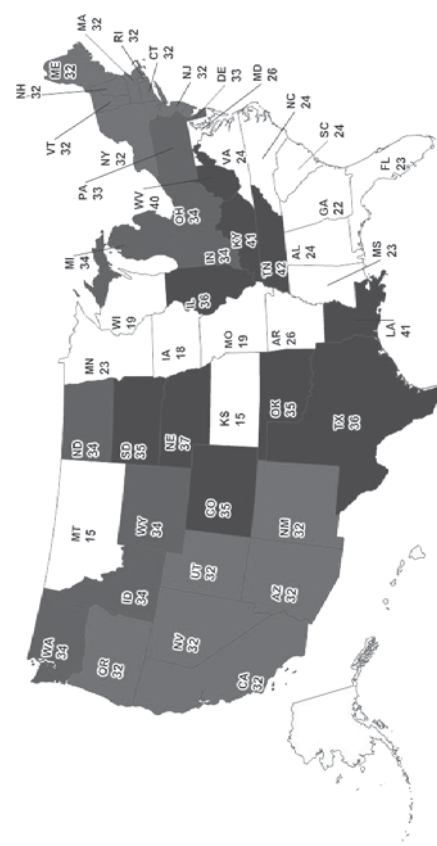 WA
34
OR
32
CA
32
NV
32
ID
34
MT
15
WY
34
UT
32
AZ
32
CO
35
NM
32
ND
34
SD
35
NE
37
KS
15
OK
35
TX
36
MN
23
IA
18
MO
19
AR
26
LA
41
WI
19
IL
36
MI
34
IN
34
OH
34
KY
41
TN
42
MS
23
AL
24
GA
22
FL
23
SC
24
NC
24
VA
24
WV
40
PA
33
NY
32
VT
32
NH
32
ME
32
MA
32
RI
32
CT
32
NJ
32
DE
33
MD
26